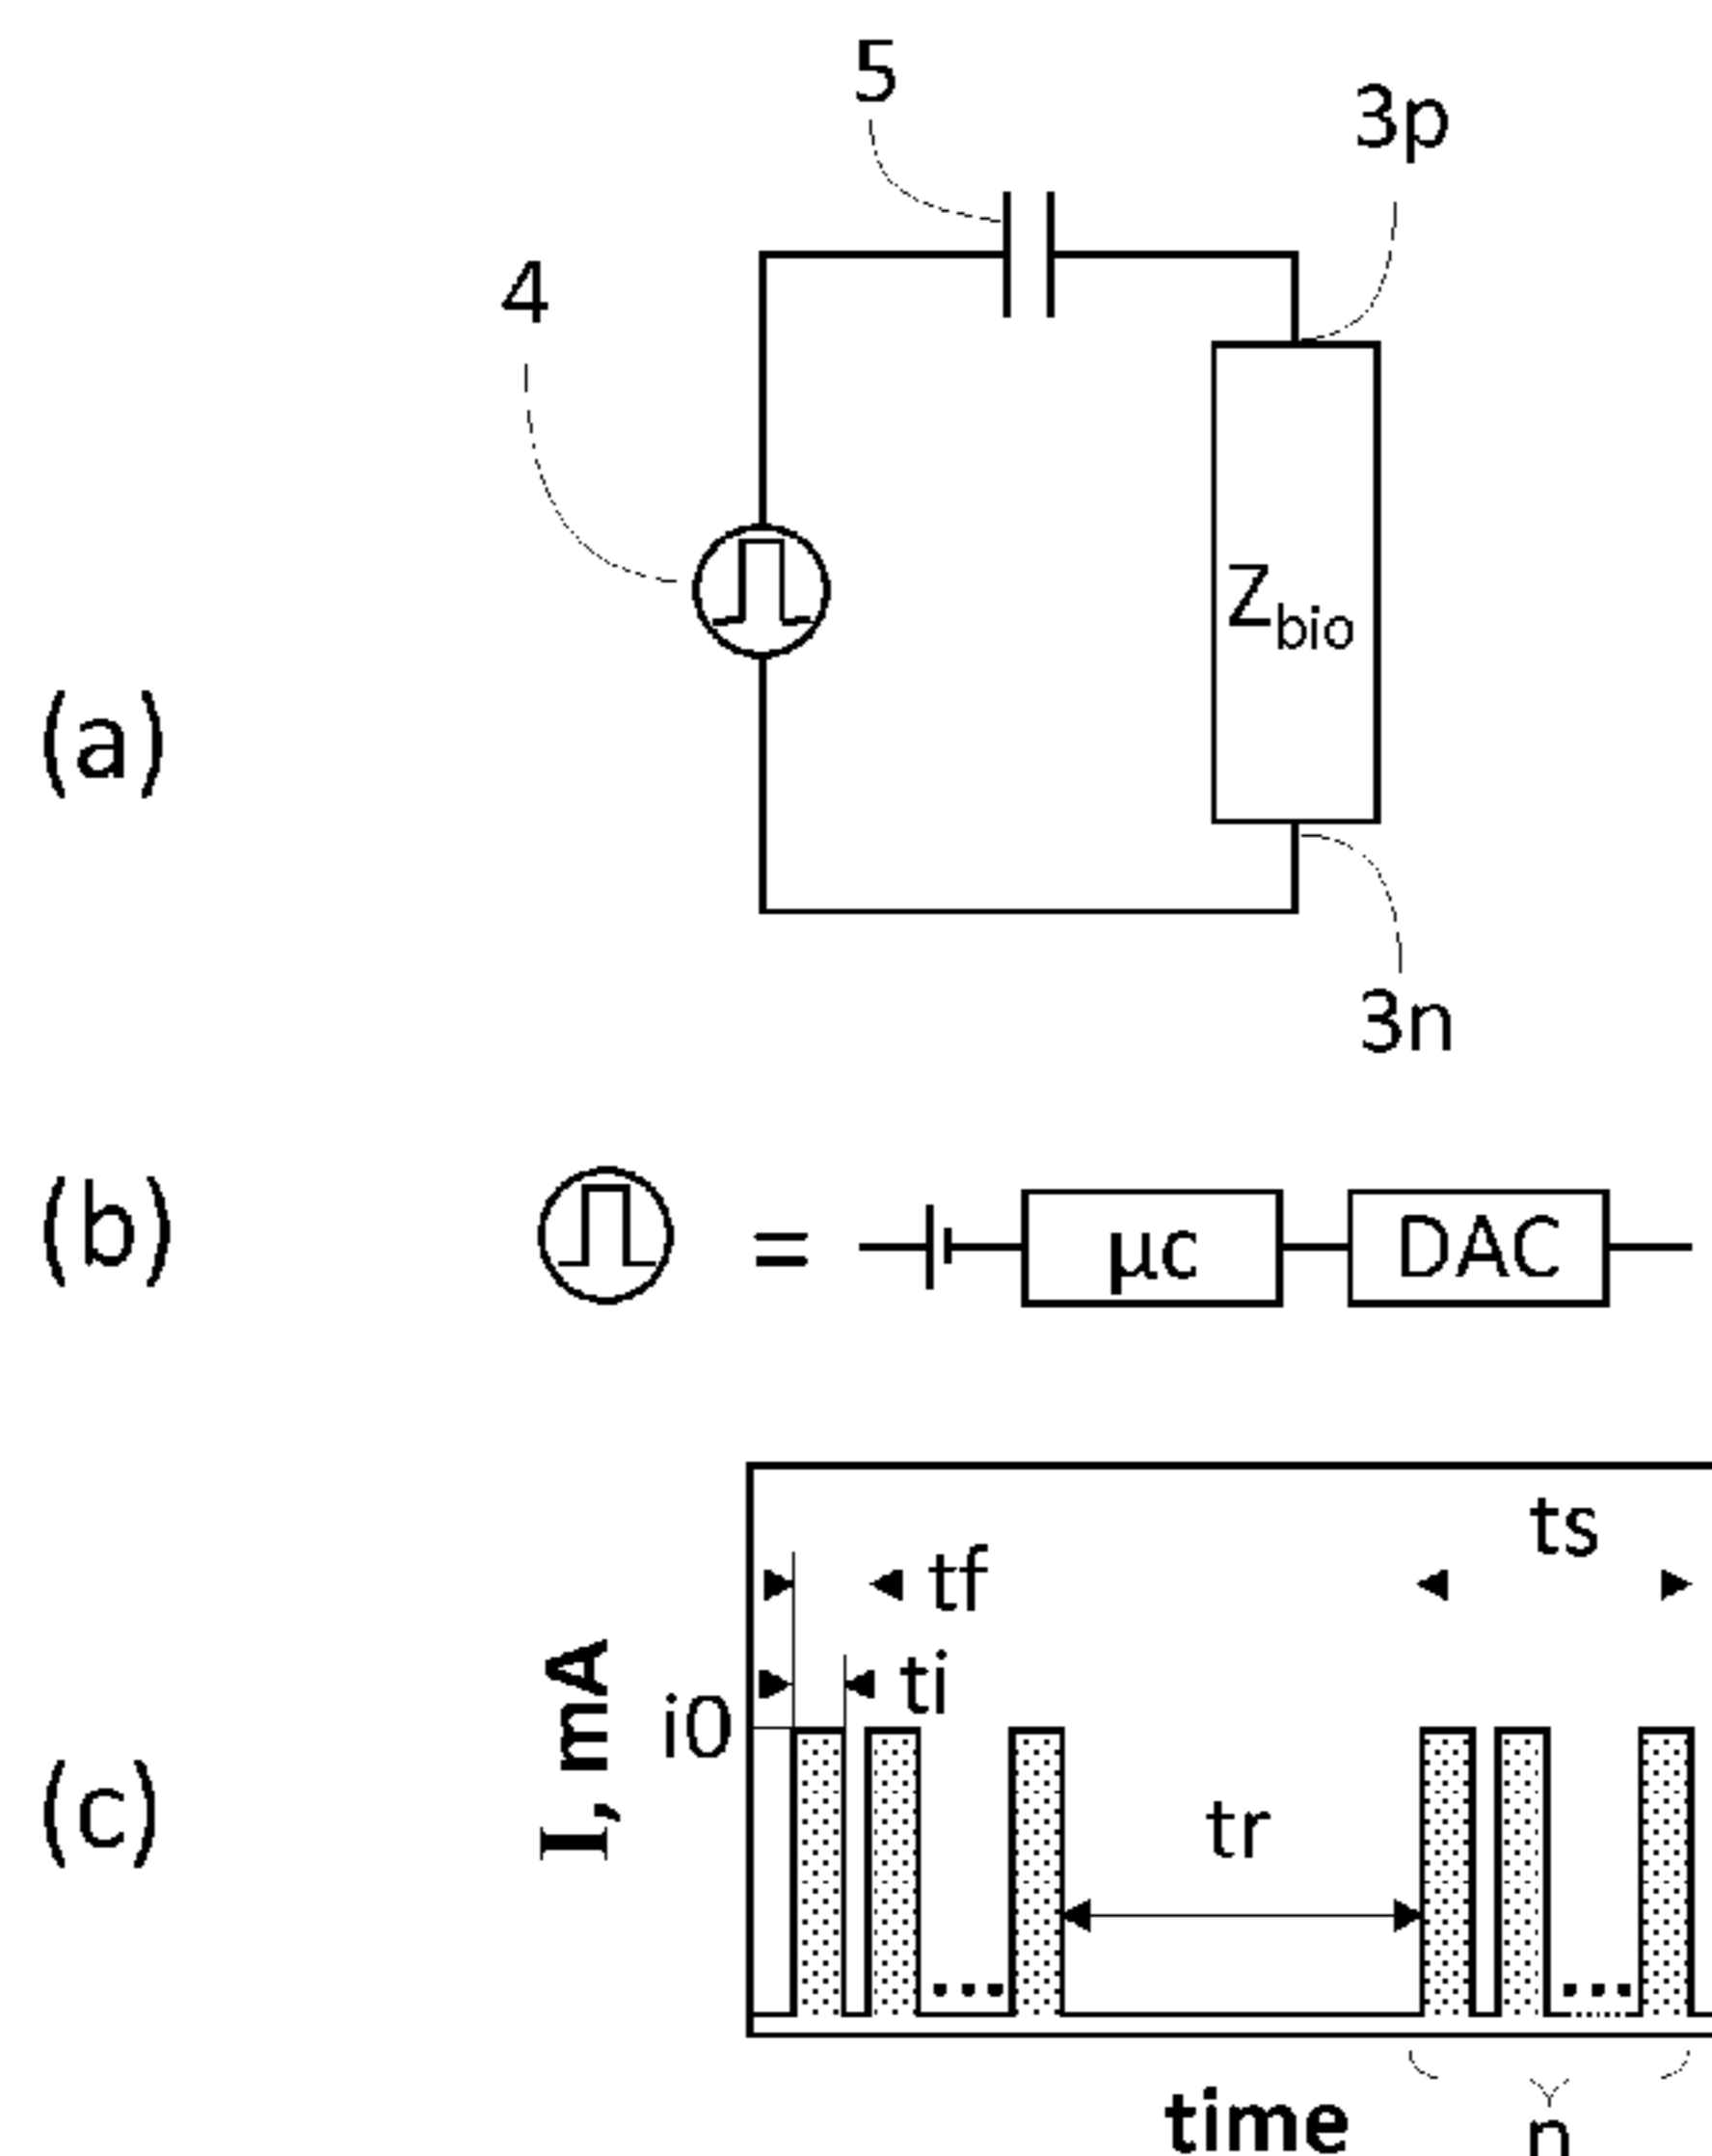 5
3p
4
Zbio
(a)
3n
(b)
=
μc
DAC
ts
tf
ti
I, mA
i0
(c)
tr
...
...
time
n